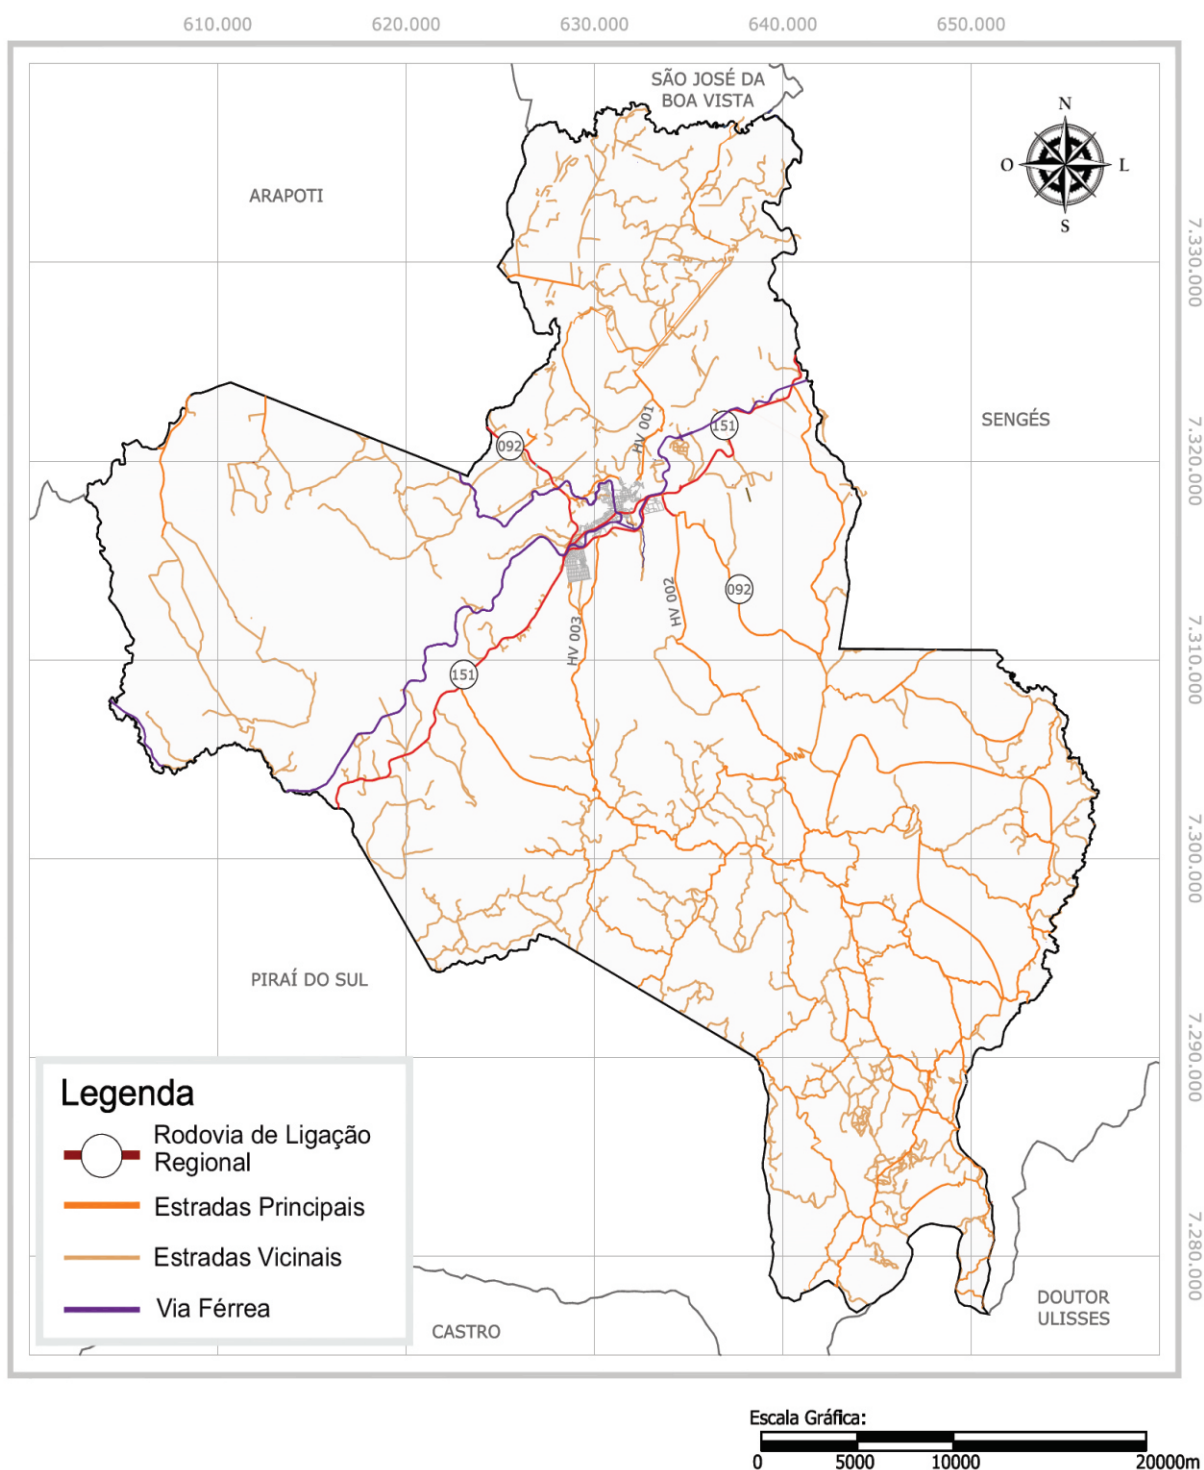 610.000
620.000
630.000
640.000
650.000
SÃO JOSÉ DA
BOA VISTA
N
O
L
S
ARAPOTI
7.330.000
SENGÉS
HV 001
151
092
7.320.000
092
HV 002
HV 003
7.310.000
151
7.300.000
PIRAÍ DO SUL
7.290.000
Legenda
Rodovia de Ligação
Regional
Estradas Principais
Estradas Vicinais
Via Férrea
7.280.000
DOUTOR
ULISSES
CASTRO
Escala Gráfica:
0
5000
10000
20000m